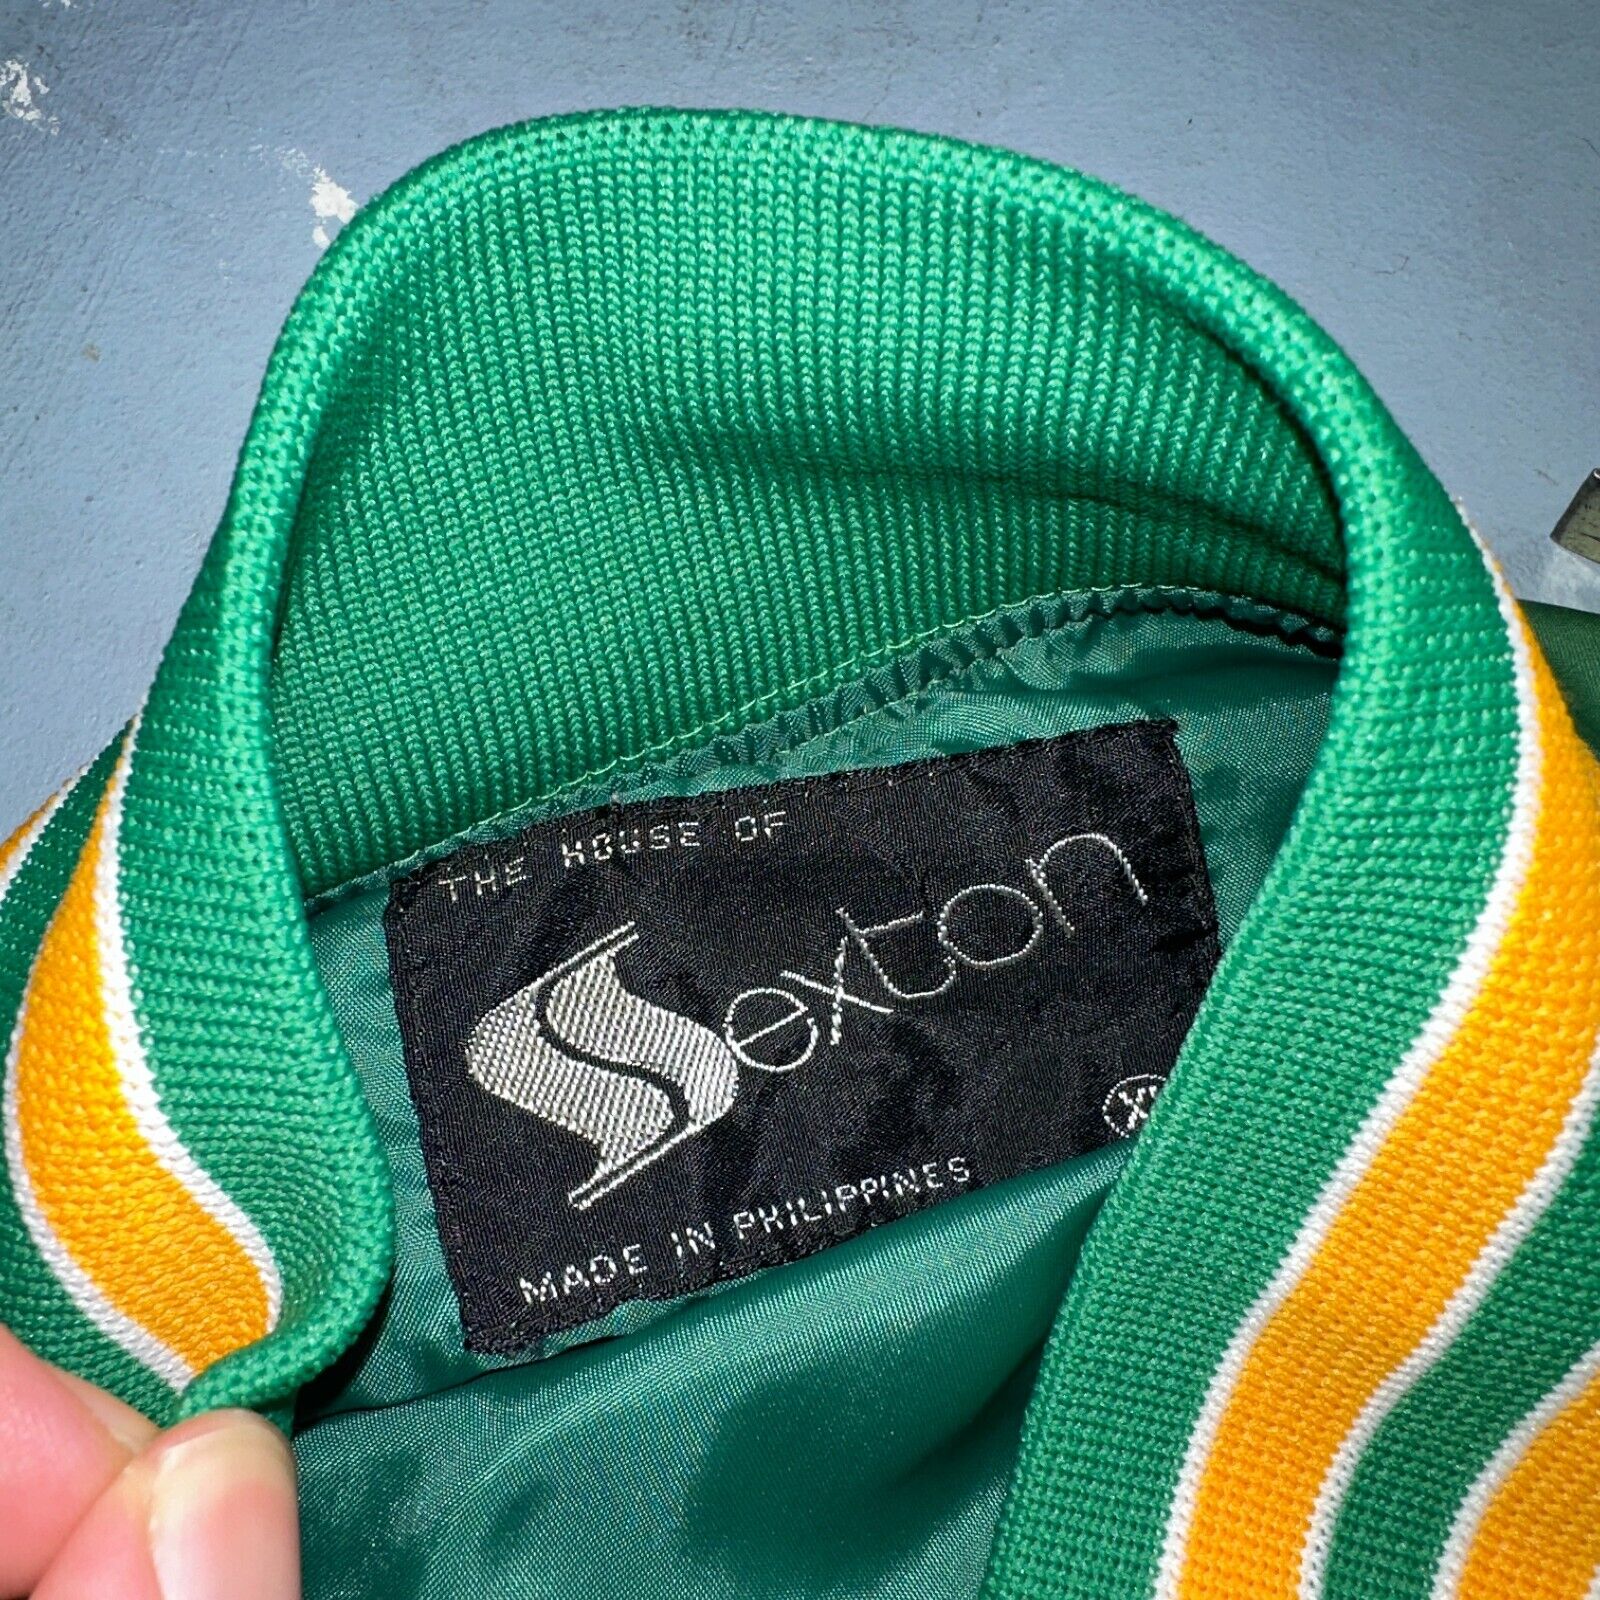 THE HOUSE OF
Sexton
MADE IN PHILIPPINES